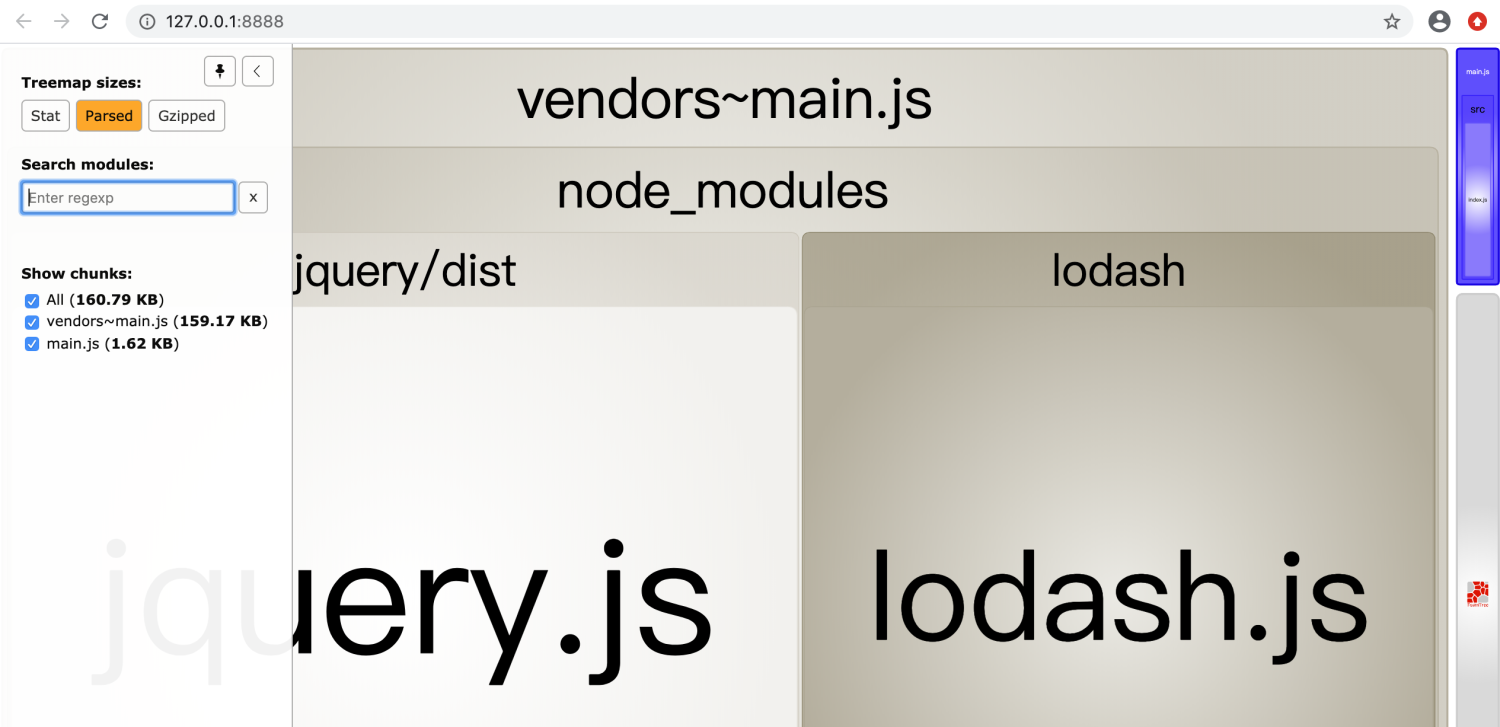 127.0.0.1:8888
Treemap sizes:
Stat Parsed Gzipped
Search modules:
Enter regexp x
Show chunks:
All (160.79 KB)
vendors~main.js (159.17 KB)
main.js (1.62 KB)
vendors~main.js
node_modules
jquery/dist
jquery.js
lodash
lodash.js
main.js
src
index.js
FoamTree